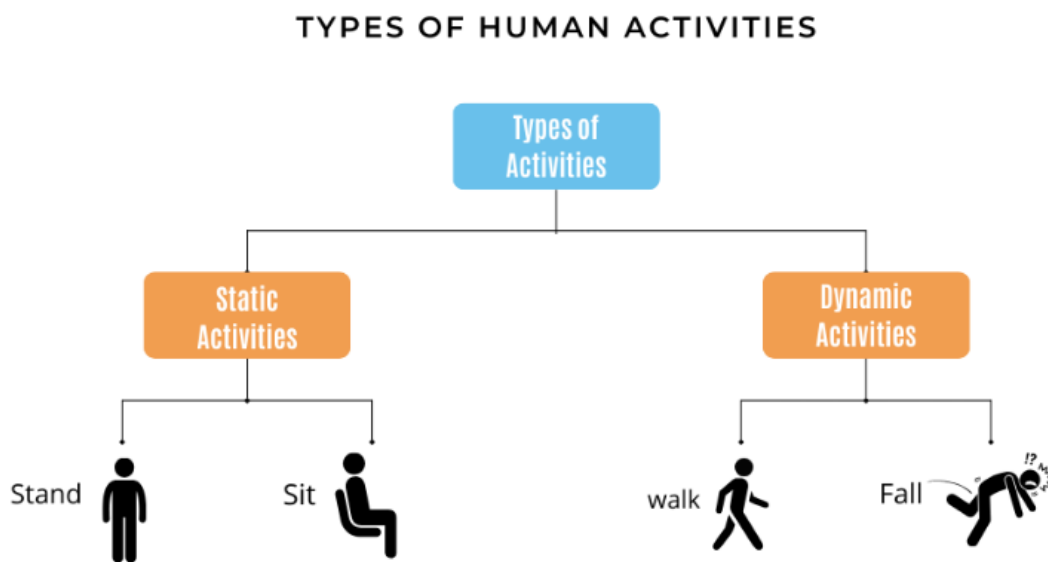 TYPES OF HUMAN ACTIVITIES
Types of
Activities
Static
Activities
Dynamic
Activities
Stand
Sit
walk
Fall
!?